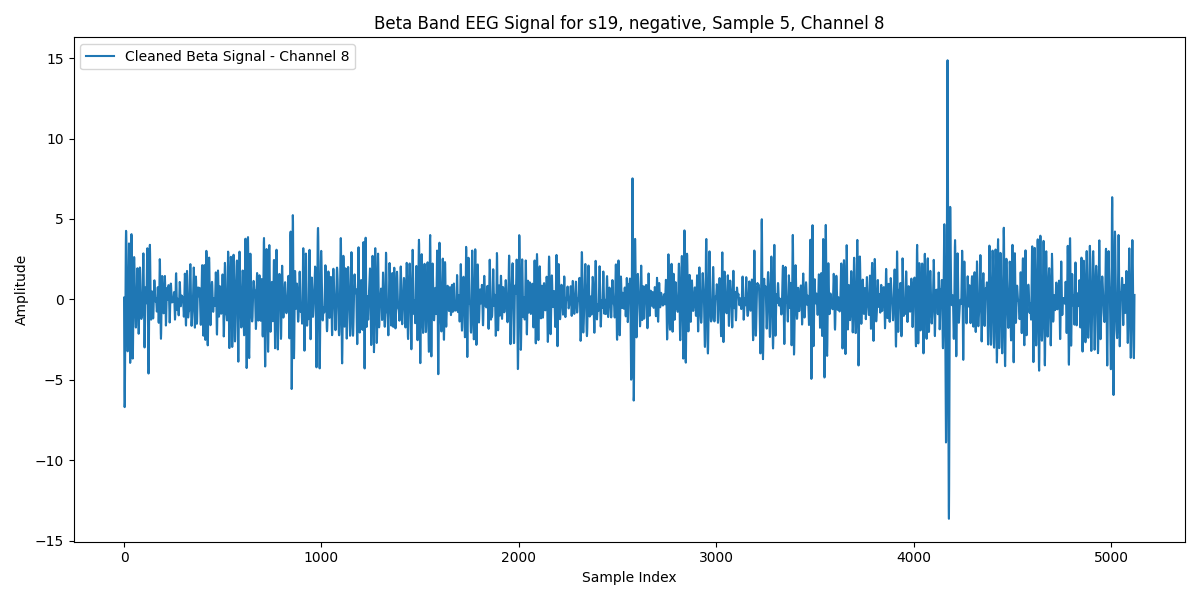 Beta Band EEG Signal for s19, negative, Sample 5, Channel 8
Cleaned Beta Signal - Channel 8
15
10
5
0
−5
−10
−15
Amplitude
0 1000 2000 3000 4000 5000
Sample Index